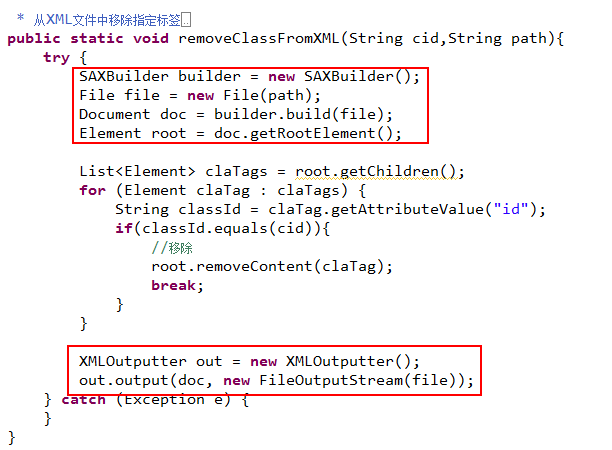 * 从XML文件中移除指定标签..
public static void removeClassFromXML(String cid,String path){
try {
SAXBuilder builder = new SAXBuilder();
File file = new File(path);
Document doc = builder.build(file);
Element root = doc.getRootElement();
List<Element> claTags = root.getChildren();
for (Element claTag : claTags) {
String classId = claTag.getAttributeValue("id");
if(classId.equals(cid)){
//移除
root.removeContent(claTag);
break;
}
}
XMLOutputter out = new XMLOutputter();
out.output(doc, new FileOutputStream(file));
} catch (Exception e) {
}
}